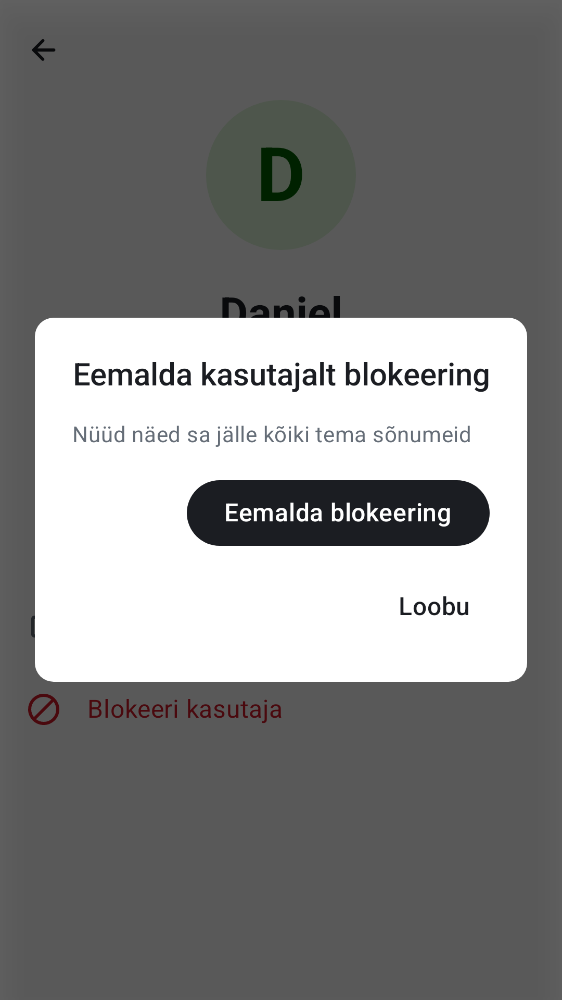 D
Daniel
Eemalda kasutajalt blokeering
Nüüd näed sa jälle kõiki tema sõnumeid
Eemalda blokeering
Loobu
Blokeeri kasutaja